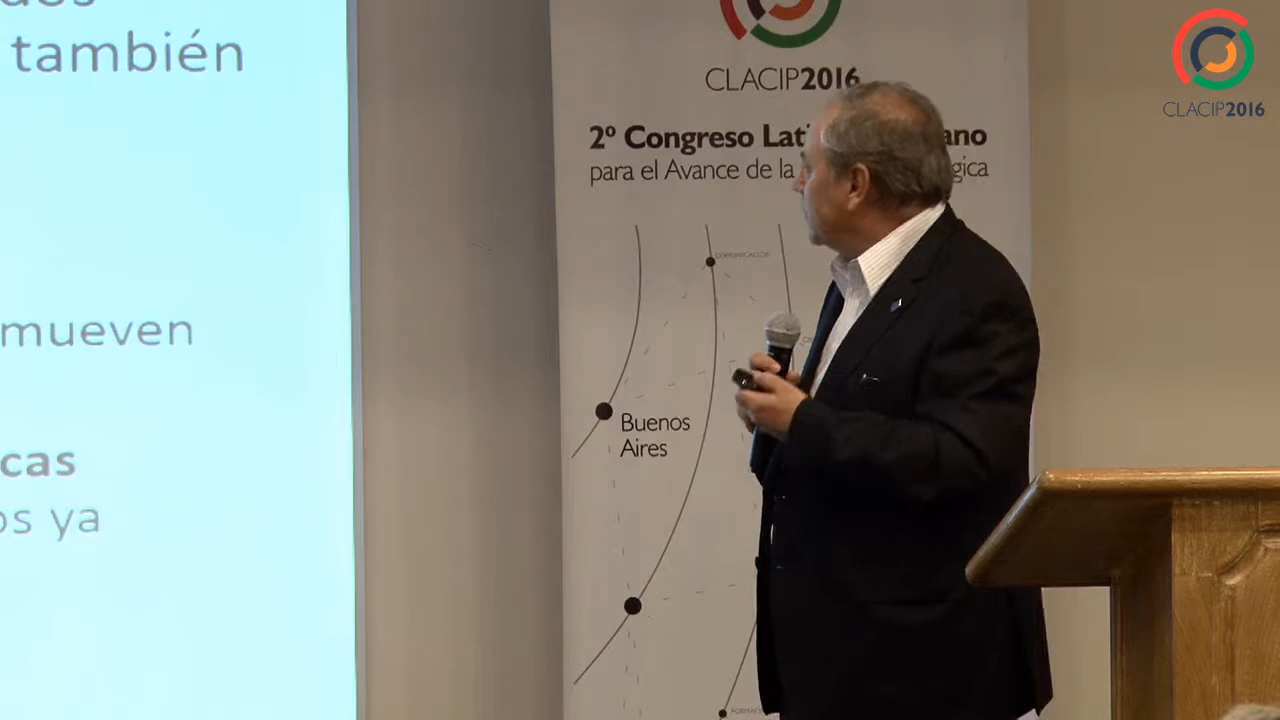 también
mueven
cas
os ya
CLACIP2016
2º Congreso Lati ano
para el Avance de la gica
COMUNICADOR
Buenos
Aires
CLACIP2016